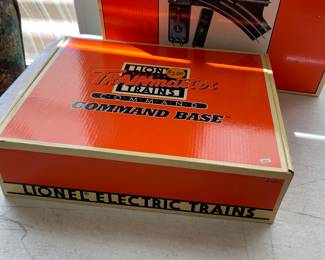 LIONEL
TRAINS
Trainmaster
COMMAND
COMMAND BASE
LIONEL ELECTRIC TRAINS